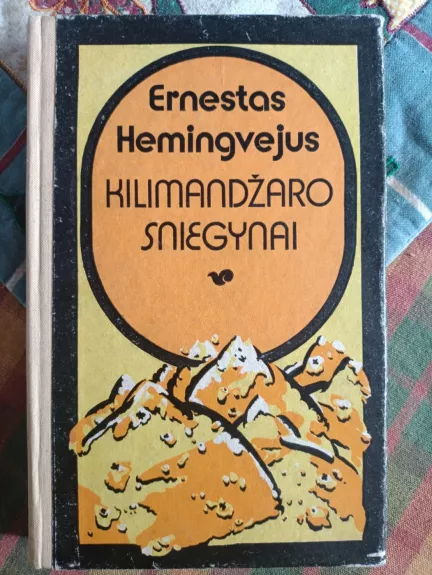 Ernestas
Hemingvejus
KILIMANDŽARO
SNIEGYNAI